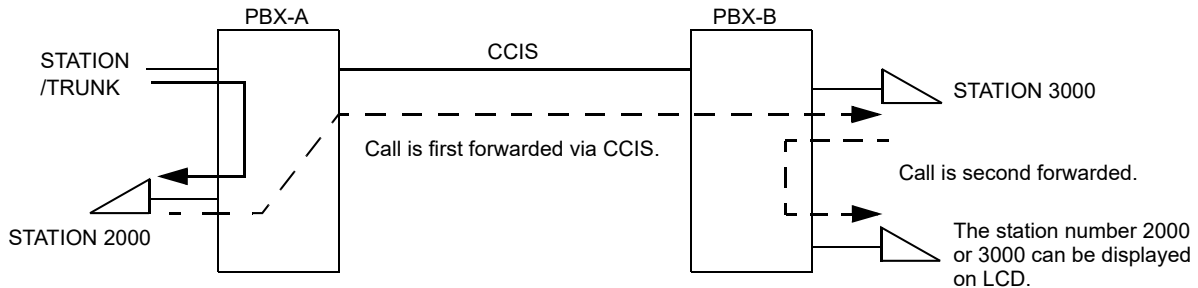 PBX-A
PBX-B
STATION
/TRUNK
CCIS
STATION 3000
Call is first forwarded via CCIS.
Call is second forwarded.
STATION 2000
The station number 2000
or 3000 can be displayed
on LCD.